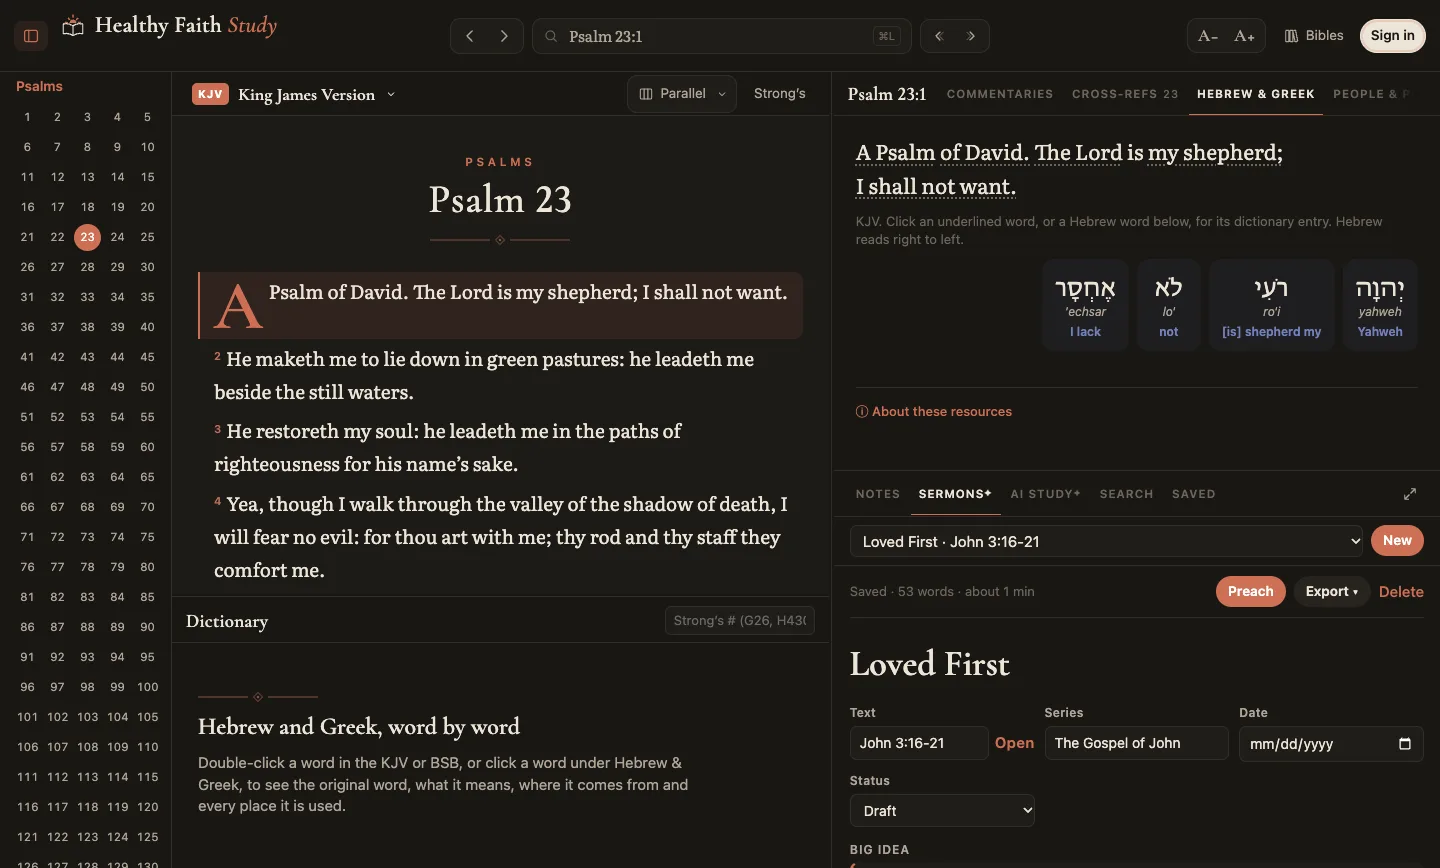 Healthy Faith Study
Psalm 23:1
⌘L
A− A+
Bibles
Sign in
Psalms
1 2 3 4 5
6 7 8 9 10
11 12 13 14 15
16 17 18 19 20
21 22 23 24 25
26 27 28 29 30
31 32 33 34 35
36 37 38 39 40
41 42 43 44 45
46 47 48 49 50
51 52 53 54 55
56 57 58 59 60
61 62 63 64 65
66 67 68 69 70
71 72 73 74 75
76 77 78 79 80
81 82 83 84 85
86 87 88 89 90
91 92 93 94 95
96 97 98 99 100
101 102 103 104 105
106 107 108 109 110
111 112 113 114 115
116 117 118 119 120
121 122 123 124 125
126 127 128 129 130
KJV King James Version
Parallel
Strong’s
PSALMS
Psalm 23
A Psalm of David. The Lord is my shepherd; I shall not want.
2 He maketh me to lie down in green pastures: he leadeth me
beside the still waters.
3 He restoreth my soul: he leadeth me in the paths of
righteousness for his name’s sake.
4 Yea, though I walk through the valley of the shadow of death, I
will fear no evil: for thou art with me; thy rod and thy staff they
comfort me.
Dictionary
Strong’s # (G26, H430
Hebrew and Greek, word by word
Double-click a word in the KJV or BSB, or click a word under Hebrew &
Greek, to see the original word, what it means, where it comes from and
every place it is used.
Psalm 23:1
COMMENTARIES
CROSS-REFS 23
HEBREW & GREEK
PEOPLE & P
A Psalm of David. The Lord is my shepherd;
I shall not want.
KJV. Click an underlined word, or a Hebrew word below, for its dictionary entry. Hebrew
reads right to left.
יְהוָה רֹעִי לֹא אֶחְסָר
yahweh ro'i lo' 'echsar
Yahweh [is] shepherd my not I lack
ⓘ About these resources
NOTES SERMONS✦ AI STUDY✦ SEARCH SAVED
Loved First · John 3:16-21
New
Saved · 53 words · about 1 min
Preach
Export ▾
Delete
Loved First
Text Series Date
John 3:16-21 Open The Gospel of John mm/dd/yyyy
Status
Draft
BIG IDEA